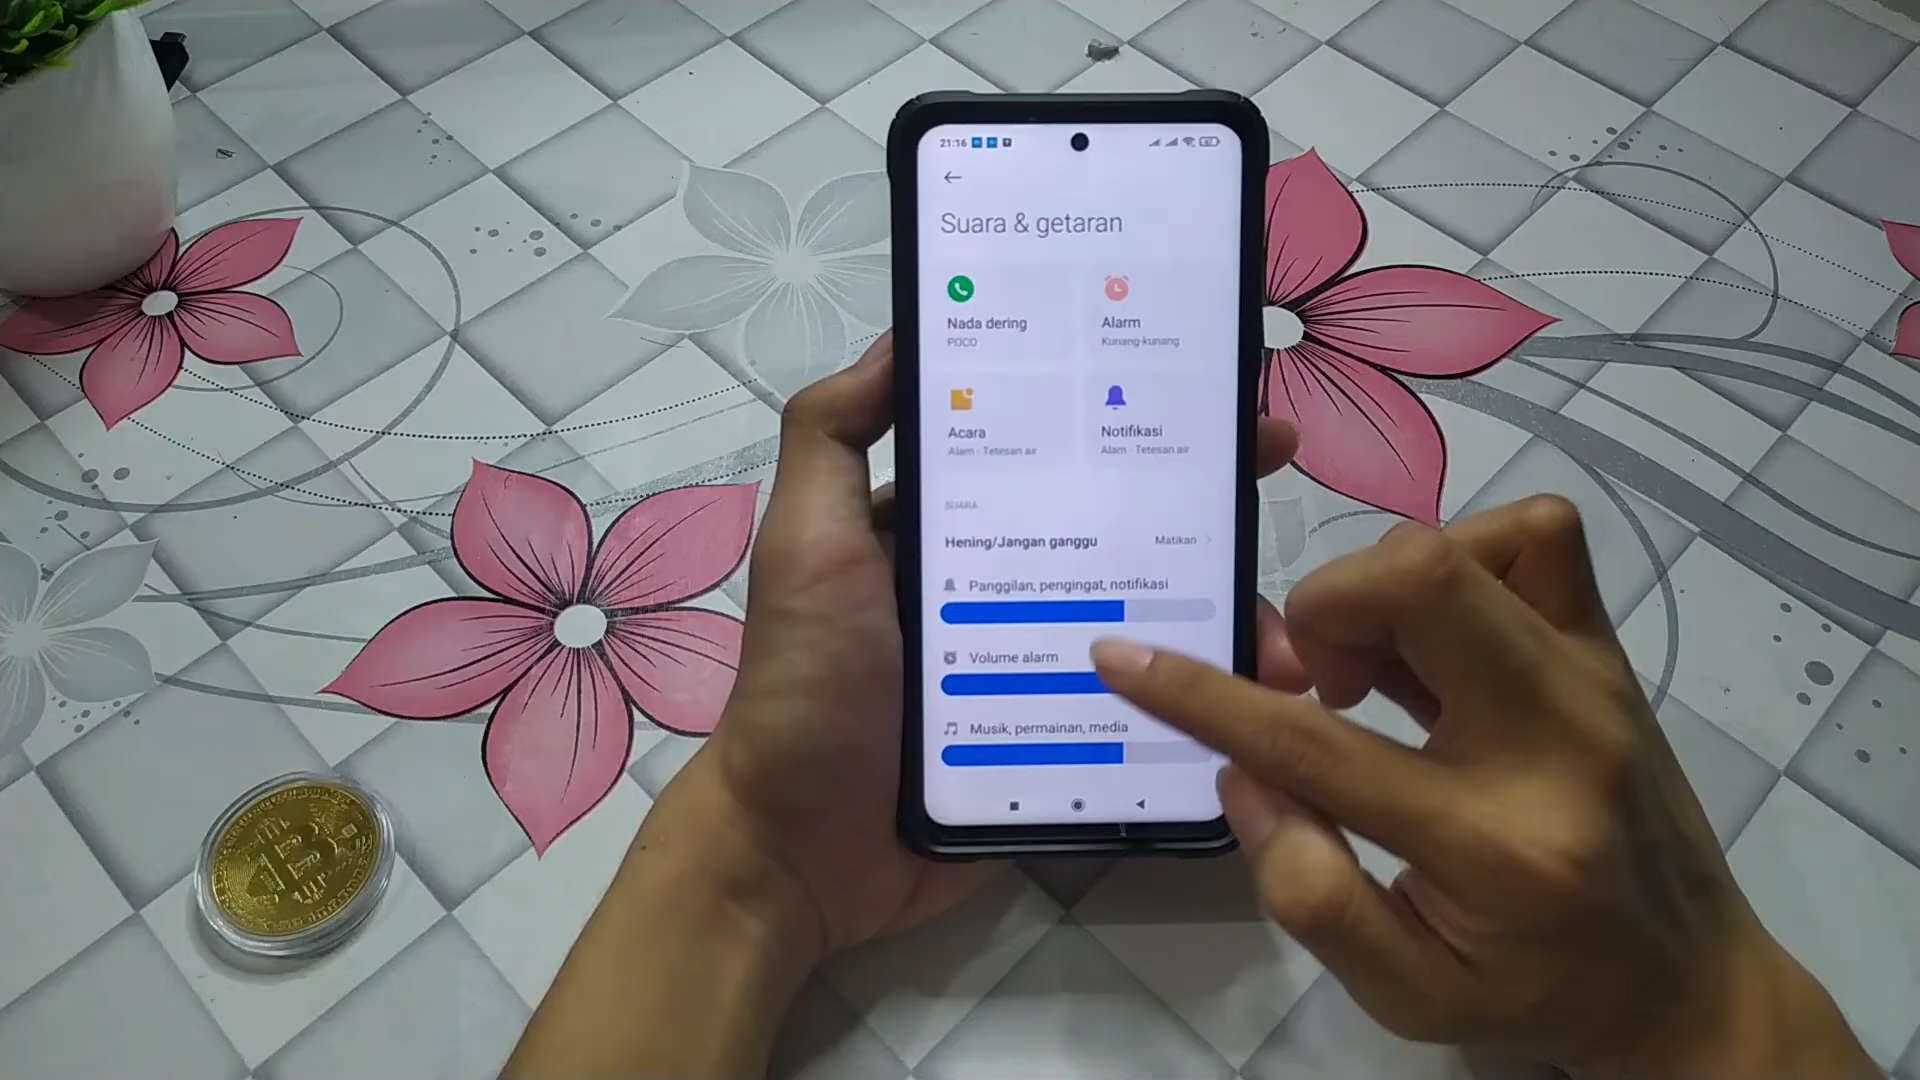 21:16
Suara & getaran
Nada dering
POCO
Alarm
Kunang-kunang
Acara
Alam · Tetesan air
Notifikasi
Alam · Tetesan air
SUARA
Hening/Jangan ganggu
Matikan
Panggilan, pengingat, notifikasi
Volume alarm
Musik, permainan, media